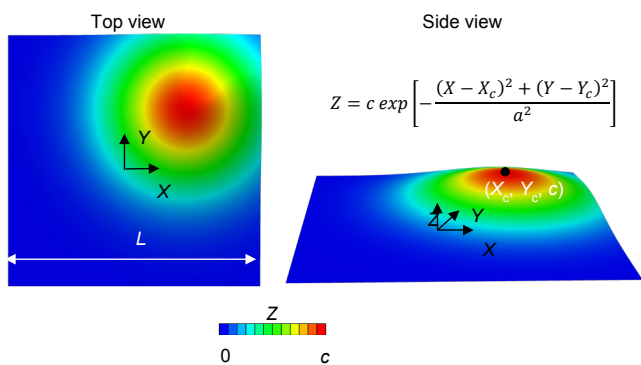 Top view
Side view
Z = c exp[-((X - X_c)^2 + (Y - Y_c)^2)/a^2]
Y
X
L
(X_c, Y_c, c)
Z
Y
X
Z
0
c